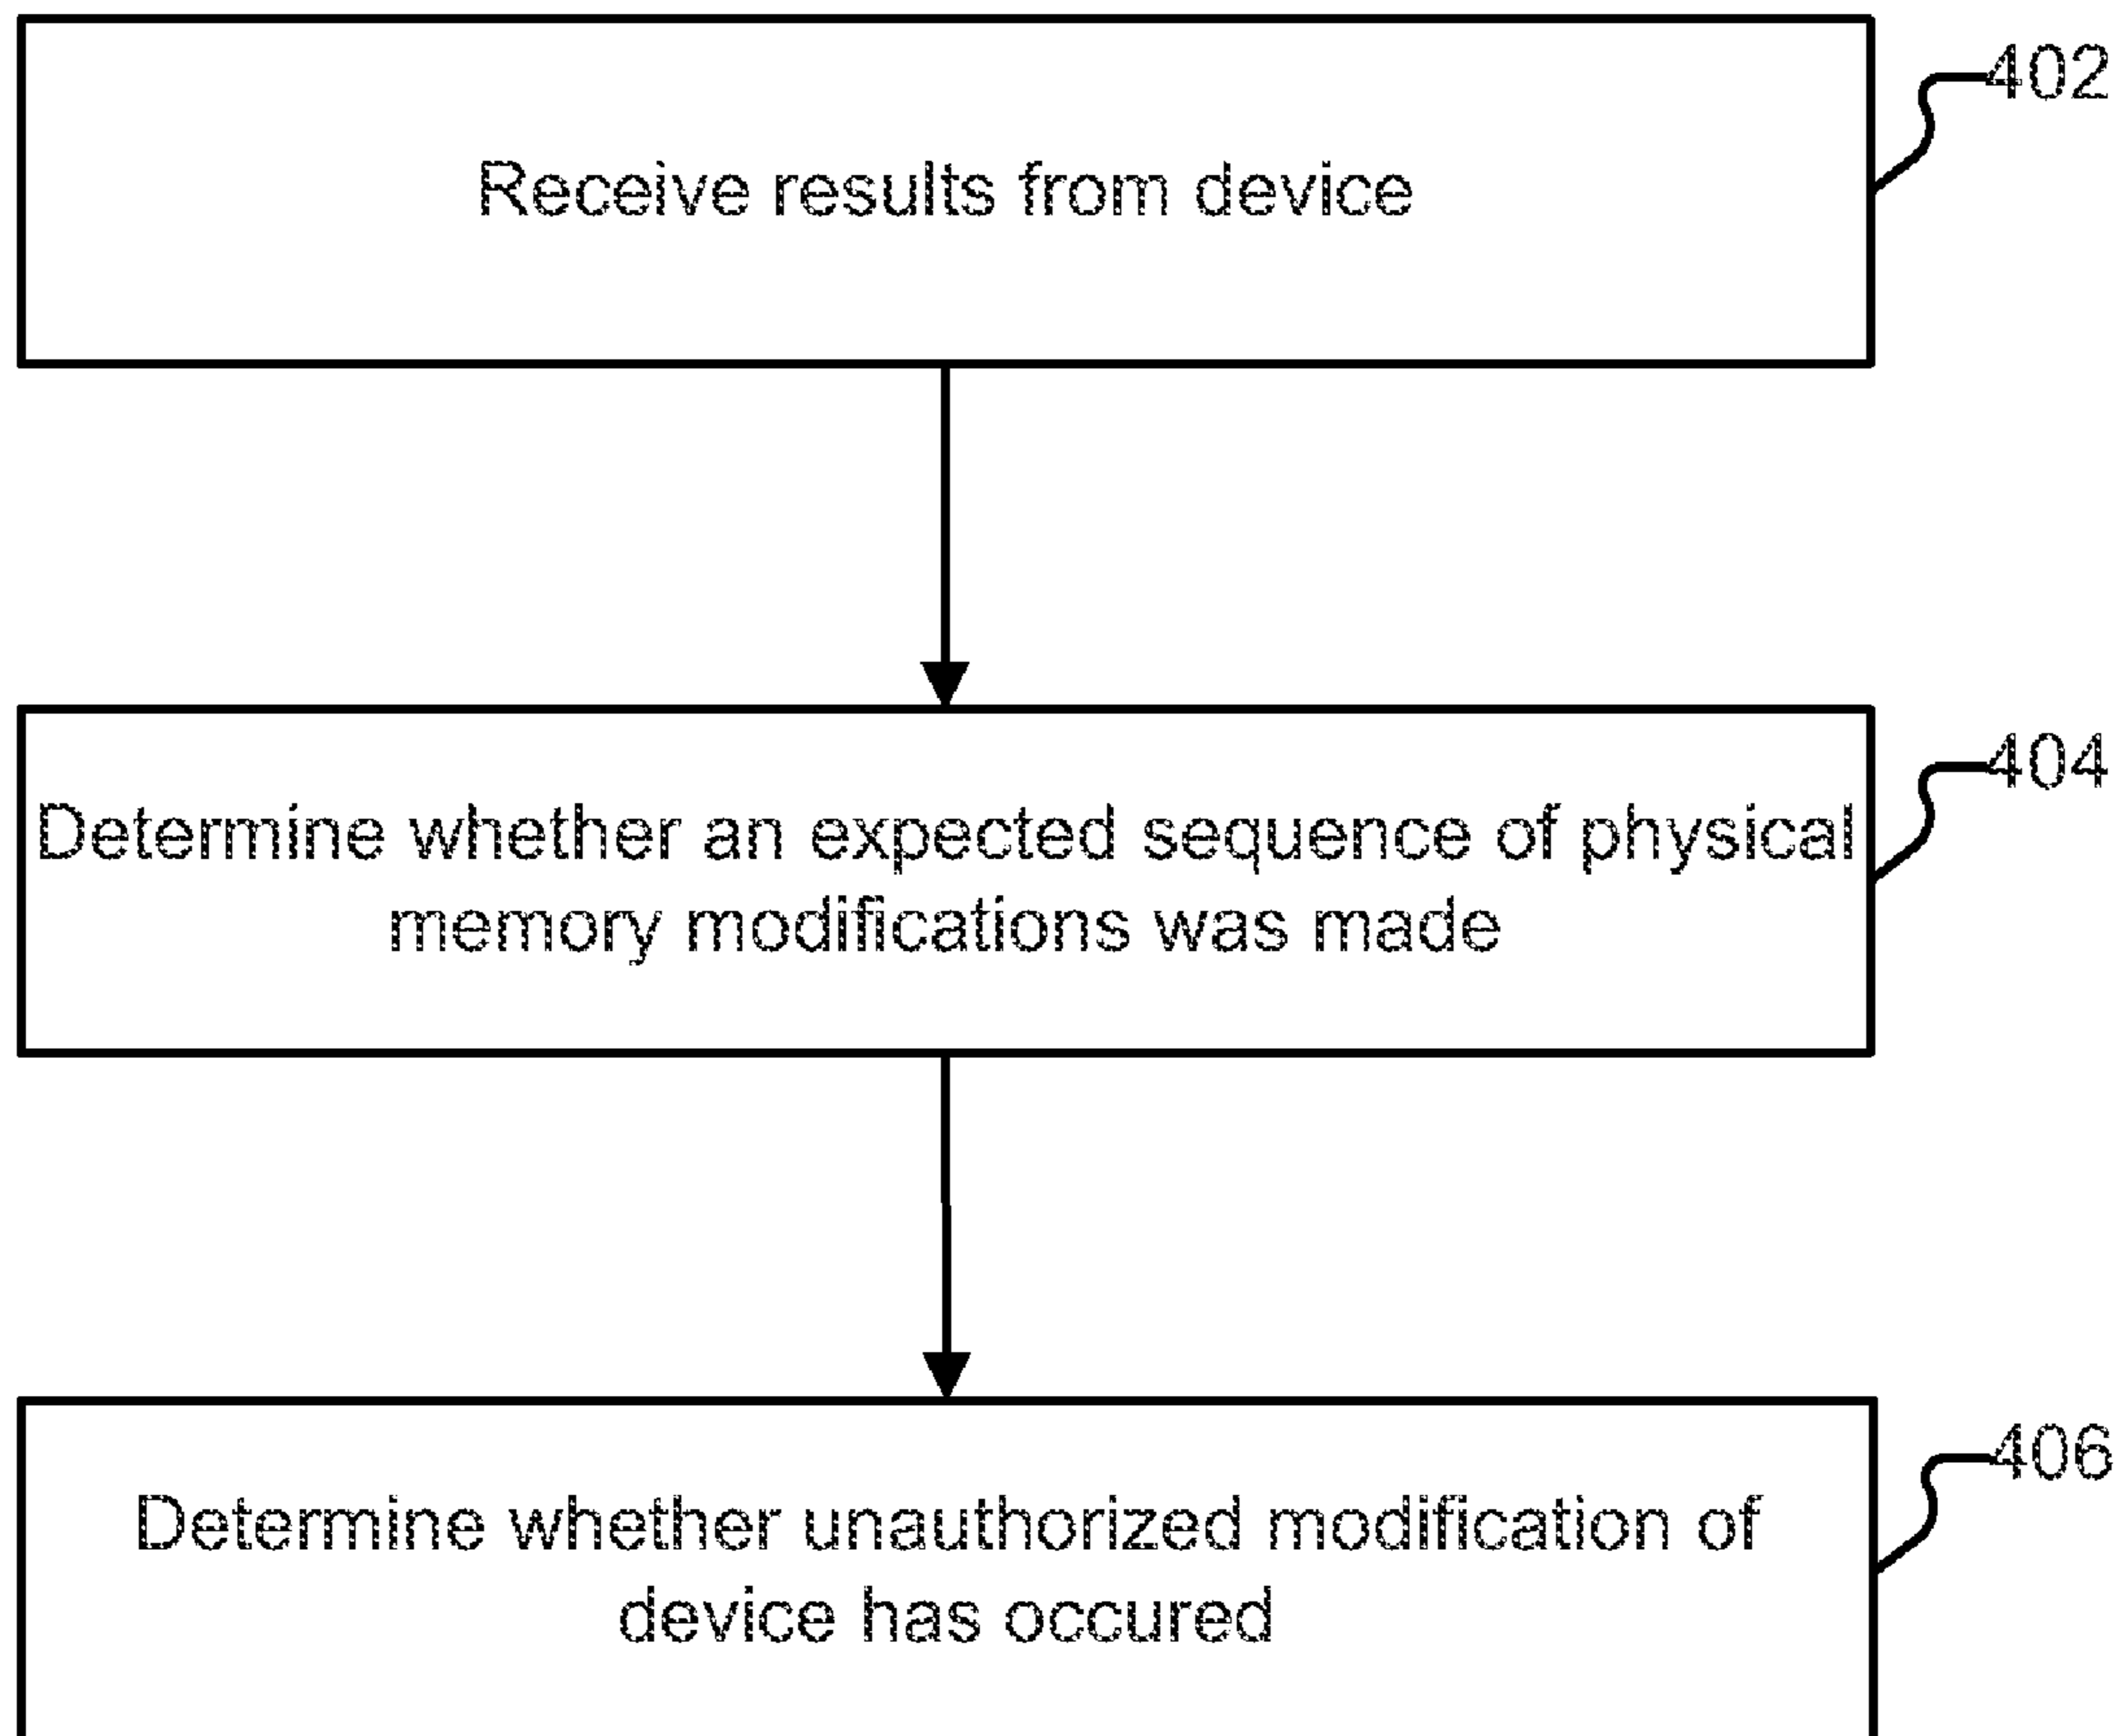 402
Receive results from device
404
Determine whether an expected sequence of physical
memory modifications was made
406
Determine whether unauthorized modification of
device has occured